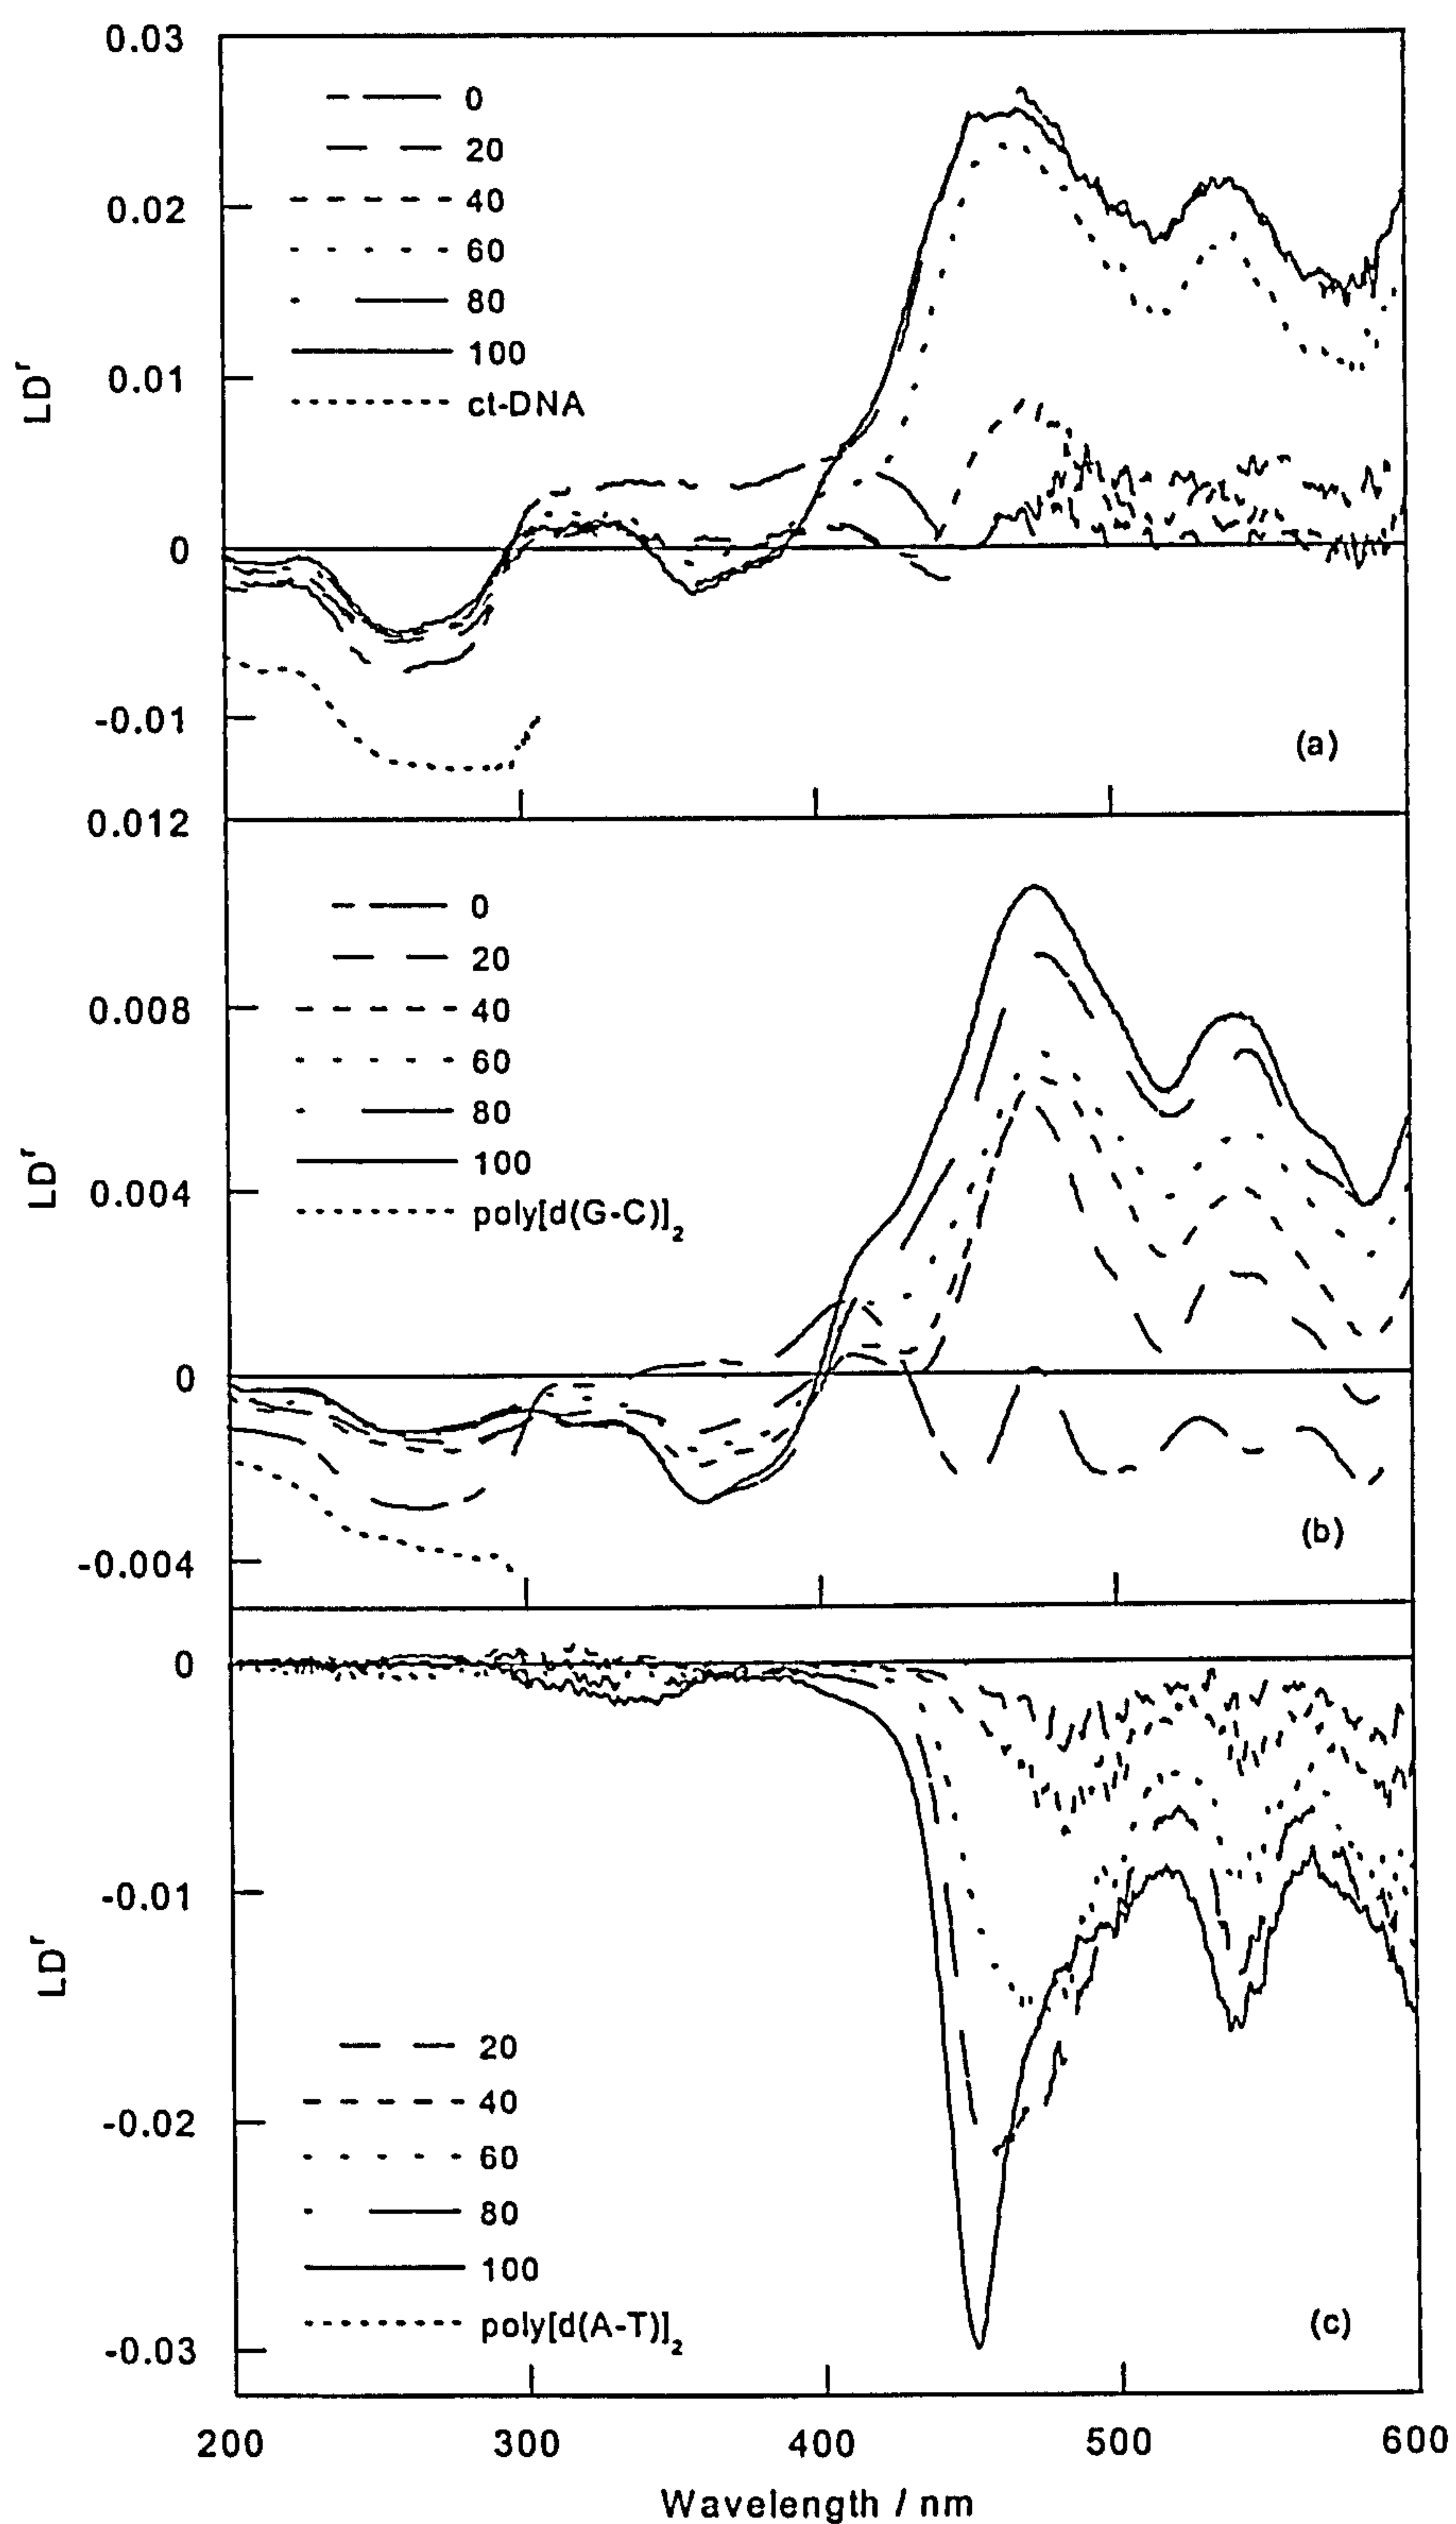 0.03
0
20
40
60
80
100
ct-DNA
0.02
0.01
0
-0.01
LDʳ
(a)
0.012
0
20
40
60
80
100
poly[d(G-C)]₂
0.008
0.004
0
-0.004
LDʳ
(b)
0
-0.01
-0.02
-0.03
LDʳ
20
40
60
80
100
poly[d(A-T)]₂
(c)
200 300 400 500 600
Wavelength / nm